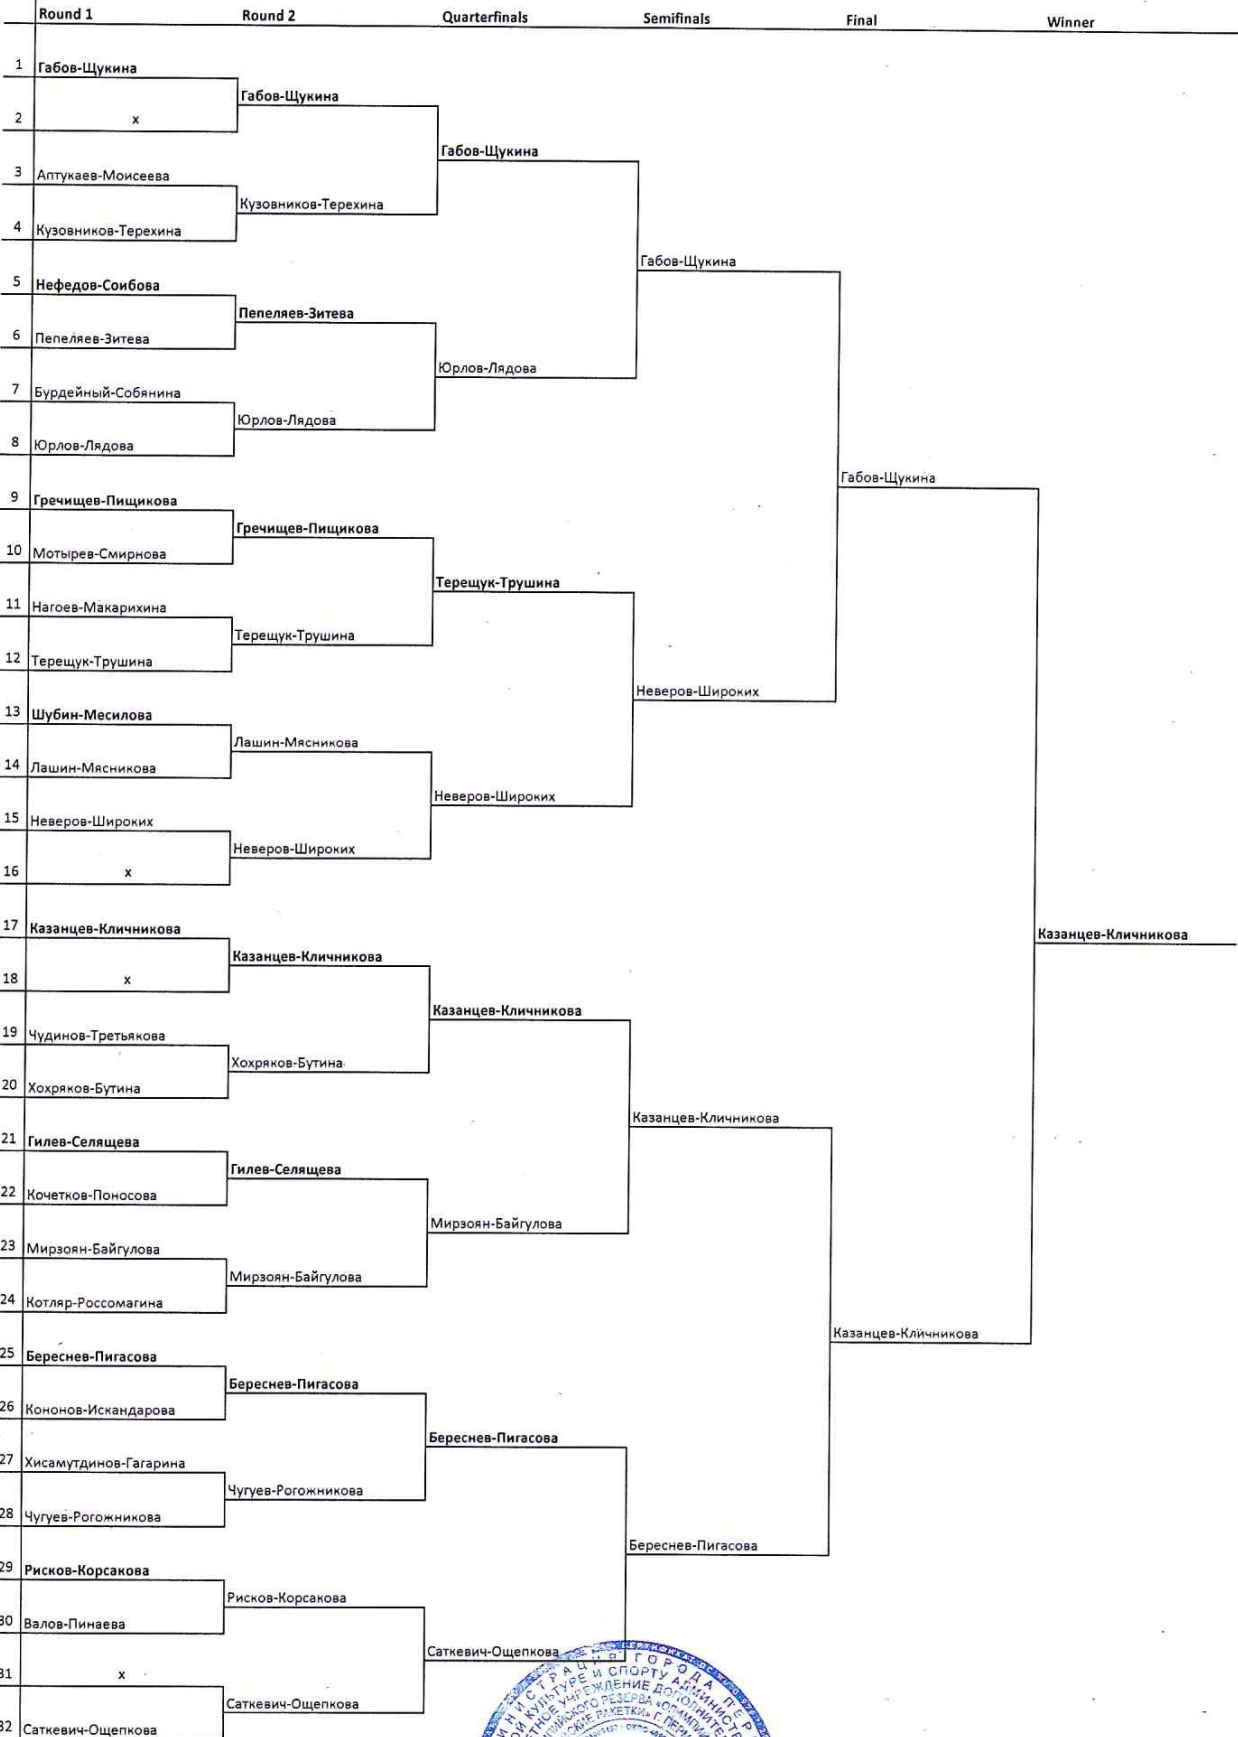 Round 1 Round 2 Quarterfinals Semifinals Final Winner
1 Габов-Щукина
Габов-Щукина
2 x
Габов-Щукина
3 Аптукаев-Моисеева
Кузовников-Терехина
4 Кузовников-Терехина
Габов-Щукина
5 Нефедов-Соибова
Пепеляев-Зитева
6 Пепеляев-Зитева
Юрлов-Лядова
7 Бурдейный-Собянина
Юрлов-Лядова
8 Юрлов-Лядова
Габов-Щукина
9 Гречищев-Пищикова
Гречищев-Пищикова
10 Мотырев-Смирнова
Терещук-Трушина
11 Нагоев-Макарихина
Терещук-Трушина
12 Терещук-Трушина
Неверов-Широких
13 Шубин-Месилова
Лашин-Мясникова
14 Лашин-Мясникова
Неверов-Широких
15 Неверов-Широких
Неверов-Широких
16 x
17 Казанцев-Кличникова
Казанцев-Кличникова
Казанцев-Кличникова
18 x
Казанцев-Кличникова
19 Чудинов-Третьякова
Хохряков-Бутина
20 Хохряков-Бутина
Казанцев-Кличникова
21 Гилев-Селящева
Гилев-Селящева
22 Кочетков-Поносова
Мирзоян-Байгулова
23 Мирзоян-Байгулова
Мирзоян-Байгулова
24 Котляр-Россомагина
Казанцев-Кличникова
25 Береснев-Пигасова
Береснев-Пигасова
26 Кононов-Искандарова
Береснев-Пигасова
27 Хисамутдинов-Гагарина
Чугуев-Рогожникова
28 Чугуев-Рогожникова
Береснев-Пигасова
29 Рисков-Корсакова
Рисков-Корсакова
30 Валов-Пинаева
Саткевич-Ощепкова
31 x
Саткевич-Ощепкова
32 Саткевич-Ощепкова